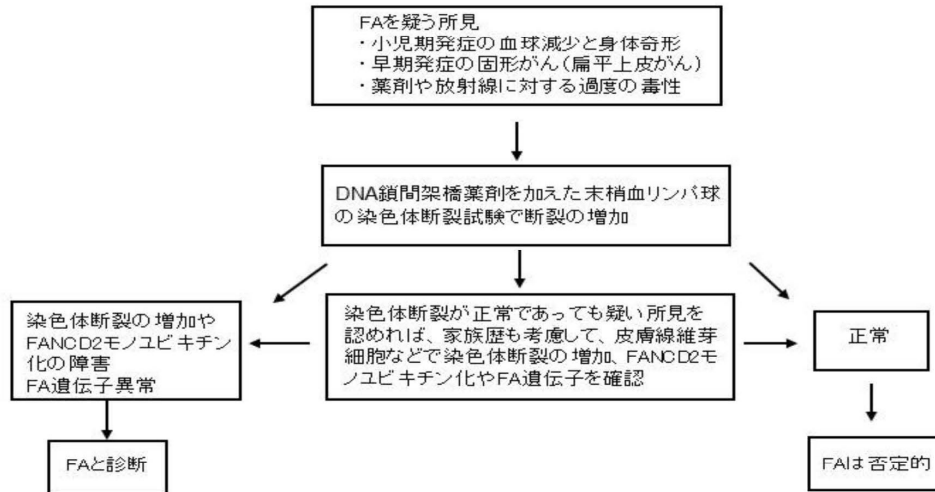 FAを疑う所見
・小児期発症の血球減少と身体奇形
・早期発症の固形がん(扁平上皮がん)
・薬剤や放射線に対する過度の毒性
DNA鎖間架橋薬剤を加えた末梢血リンパ球
の染色体断裂試験で断裂の増加
染色体断裂の増加や
FANCD2モノユビキチン
化の障害
FA遺伝子異常
染色体断裂が正常であっても疑い所見を
認めれば、家族歴も考慮して、皮膚線維芽
細胞などで染色体断裂の増加、FANCD2モ
ノユビキチン化やFA遺伝子を確認
正常
FAと診断
FAは否定的